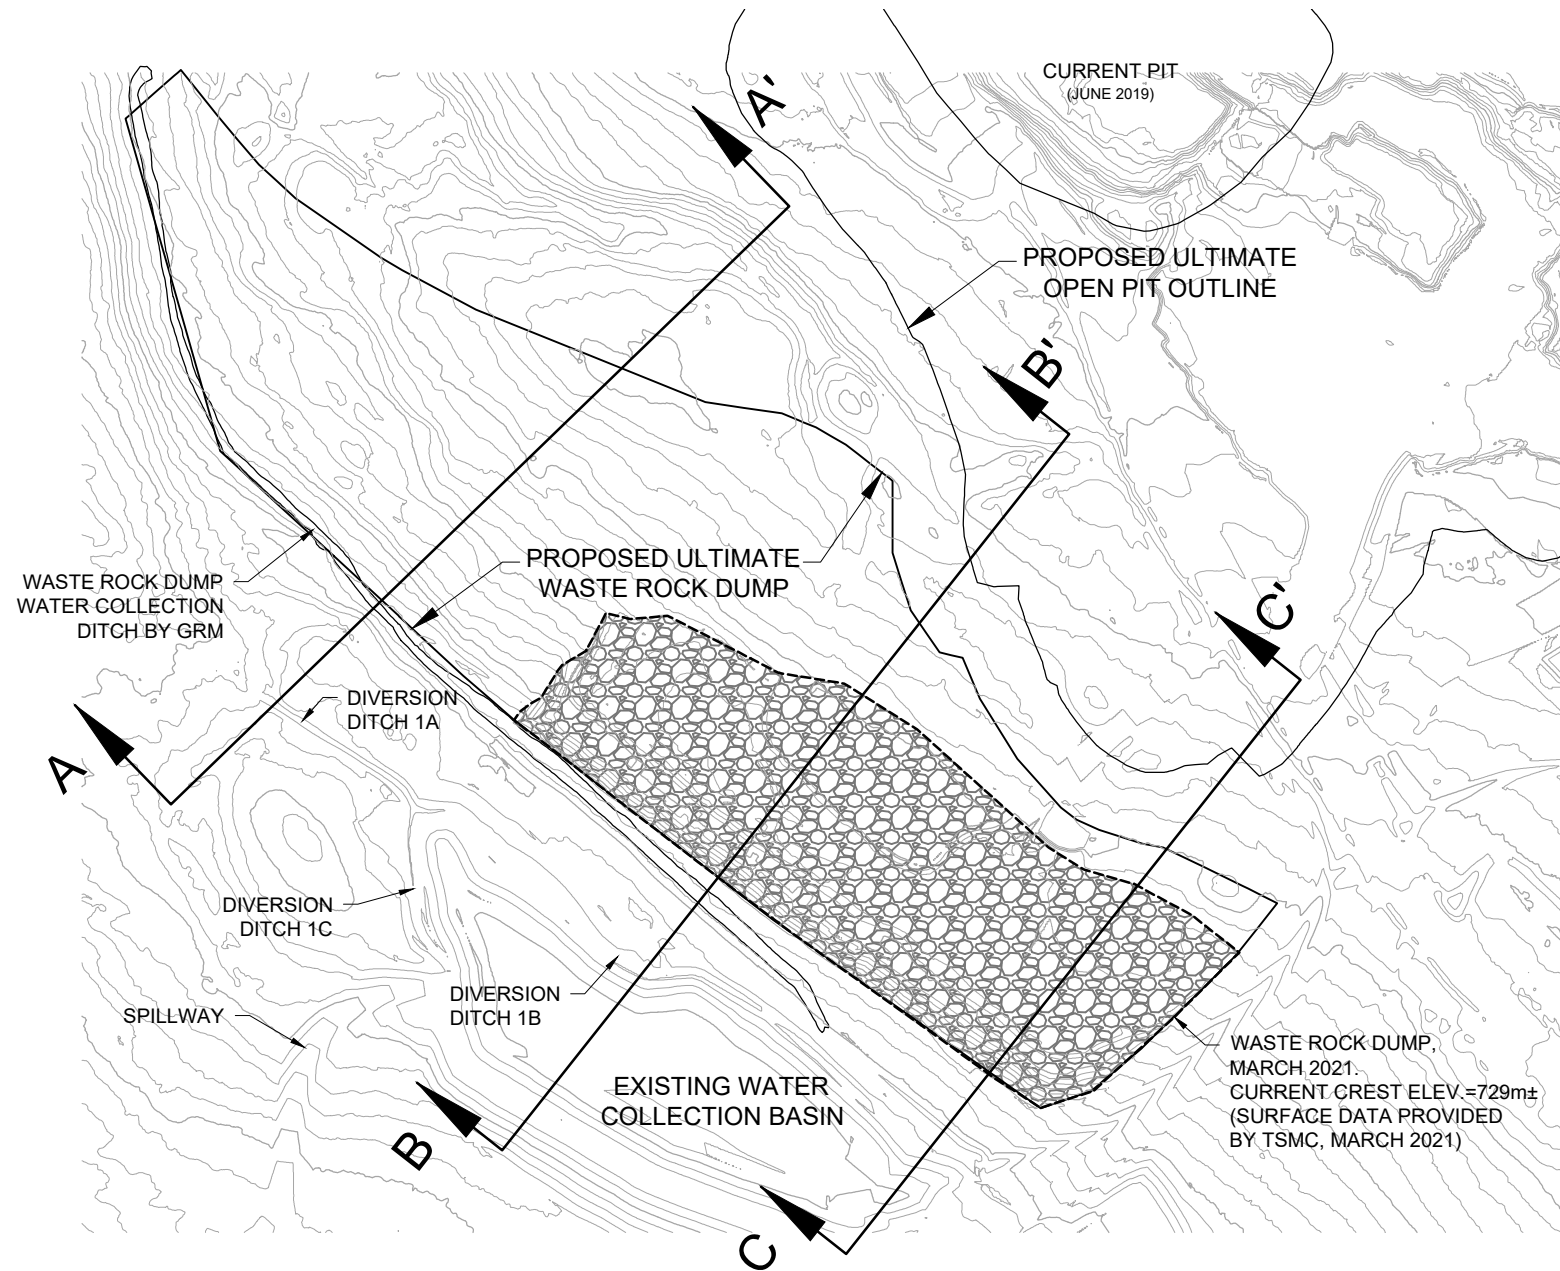 CURRENT PIT
(JUNE 2019)
A'
PROPOSED ULTIMATE
OPEN PIT OUTLINE
B'
PROPOSED ULTIMATE
WASTE ROCK DUMP
WASTE ROCK DUMP
WATER COLLECTION
DITCH BY GRM
C'
DIVERSION
DITCH 1A
A
DIVERSION
DITCH 1C
DIVERSION
DITCH 1B
SPILLWAY
WASTE ROCK DUMP,
MARCH 2021.
CURRENT CREST ELEV.=729m±
(SURFACE DATA PROVIDED
BY TSMC, MARCH 2021)
EXISTING WATER
COLLECTION BASIN
B
C